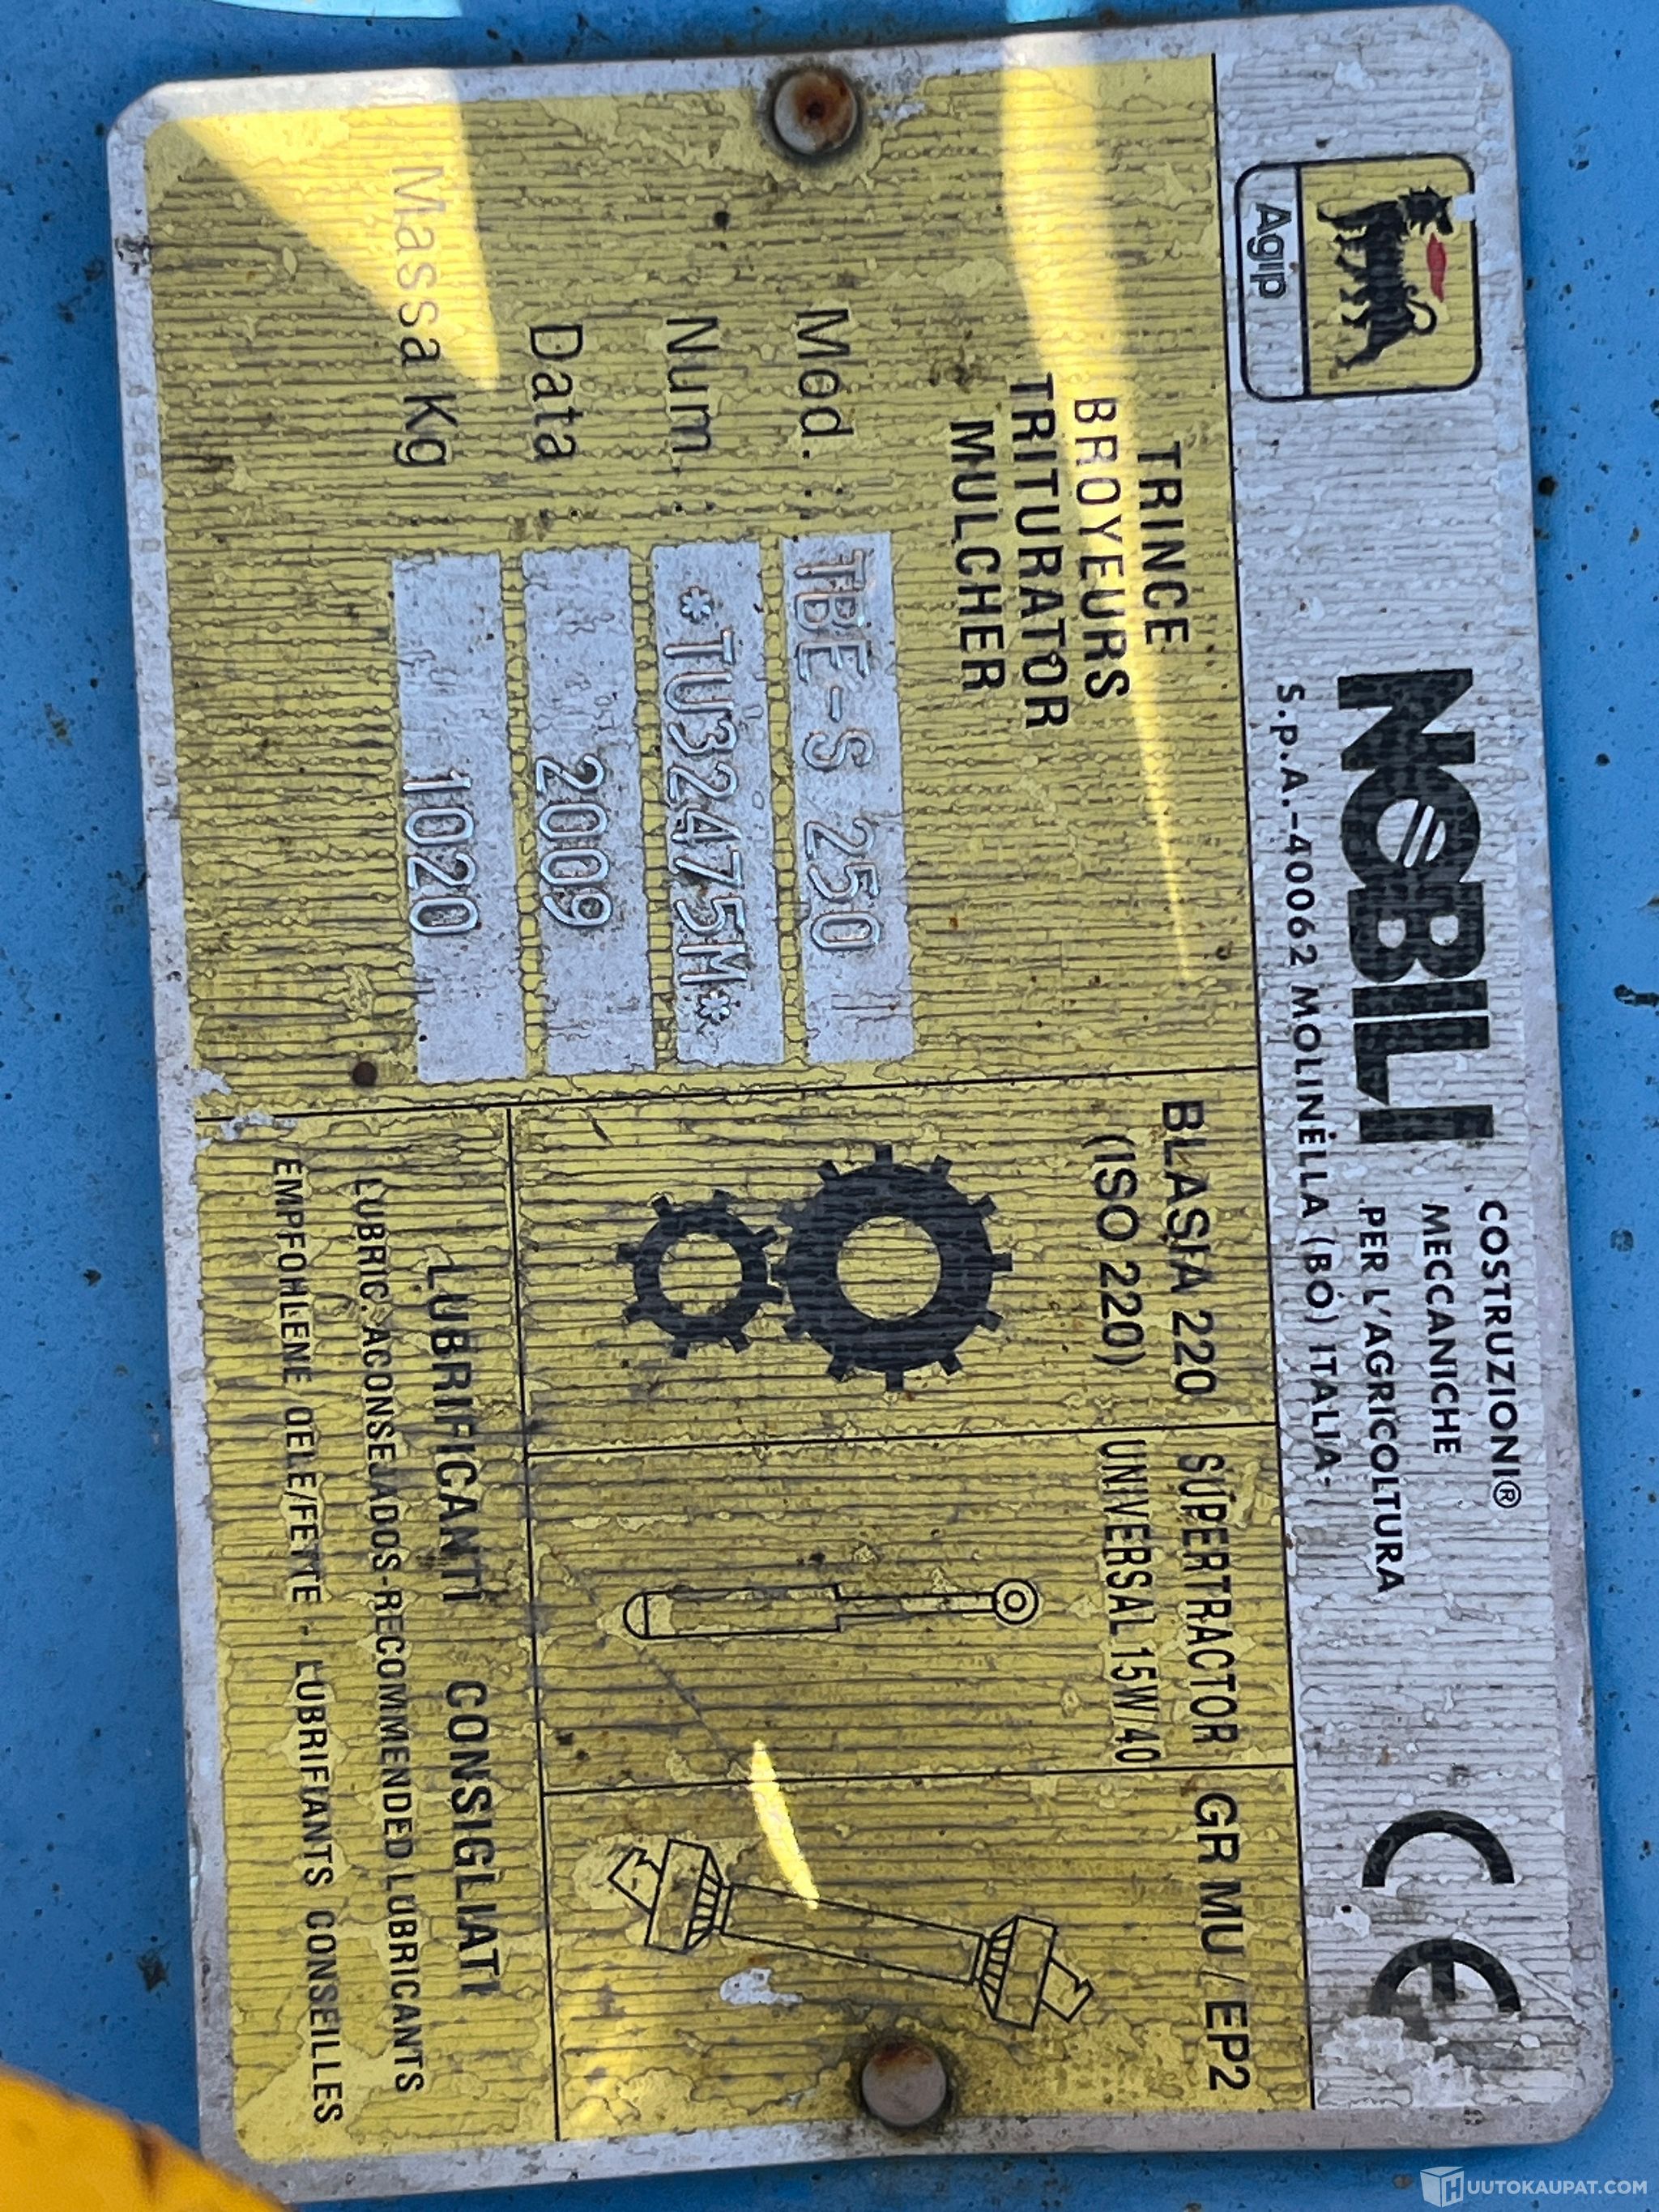 Agip
NOBILI
COSTRUZIONI®
MECCANICHE
PER L'AGRICOLTURA
S.p.A.-40062 MOLINELLA (BO) ITALIA-
CE
TRINCE
BROYEURS
TRITURATOR
MULCHER
Mod. TBE-S 250
Num. *TU32475M*
Data 2009
Massa Kg 1020
BLASIA 220
(ISO 220)
SUPERTRACTOR
UNIVERSAL 15W/40
GR MU / EP2
LUBRIFICANTI CONSIGLIATI
LUBRIC. ACONSEJADOS-RECOMMENDED LUBRICANTS
EMPFOHLENE OELE/FETTE - LUBRIFIANTS CONSEILLES
HUUTOKAUPAT.COM